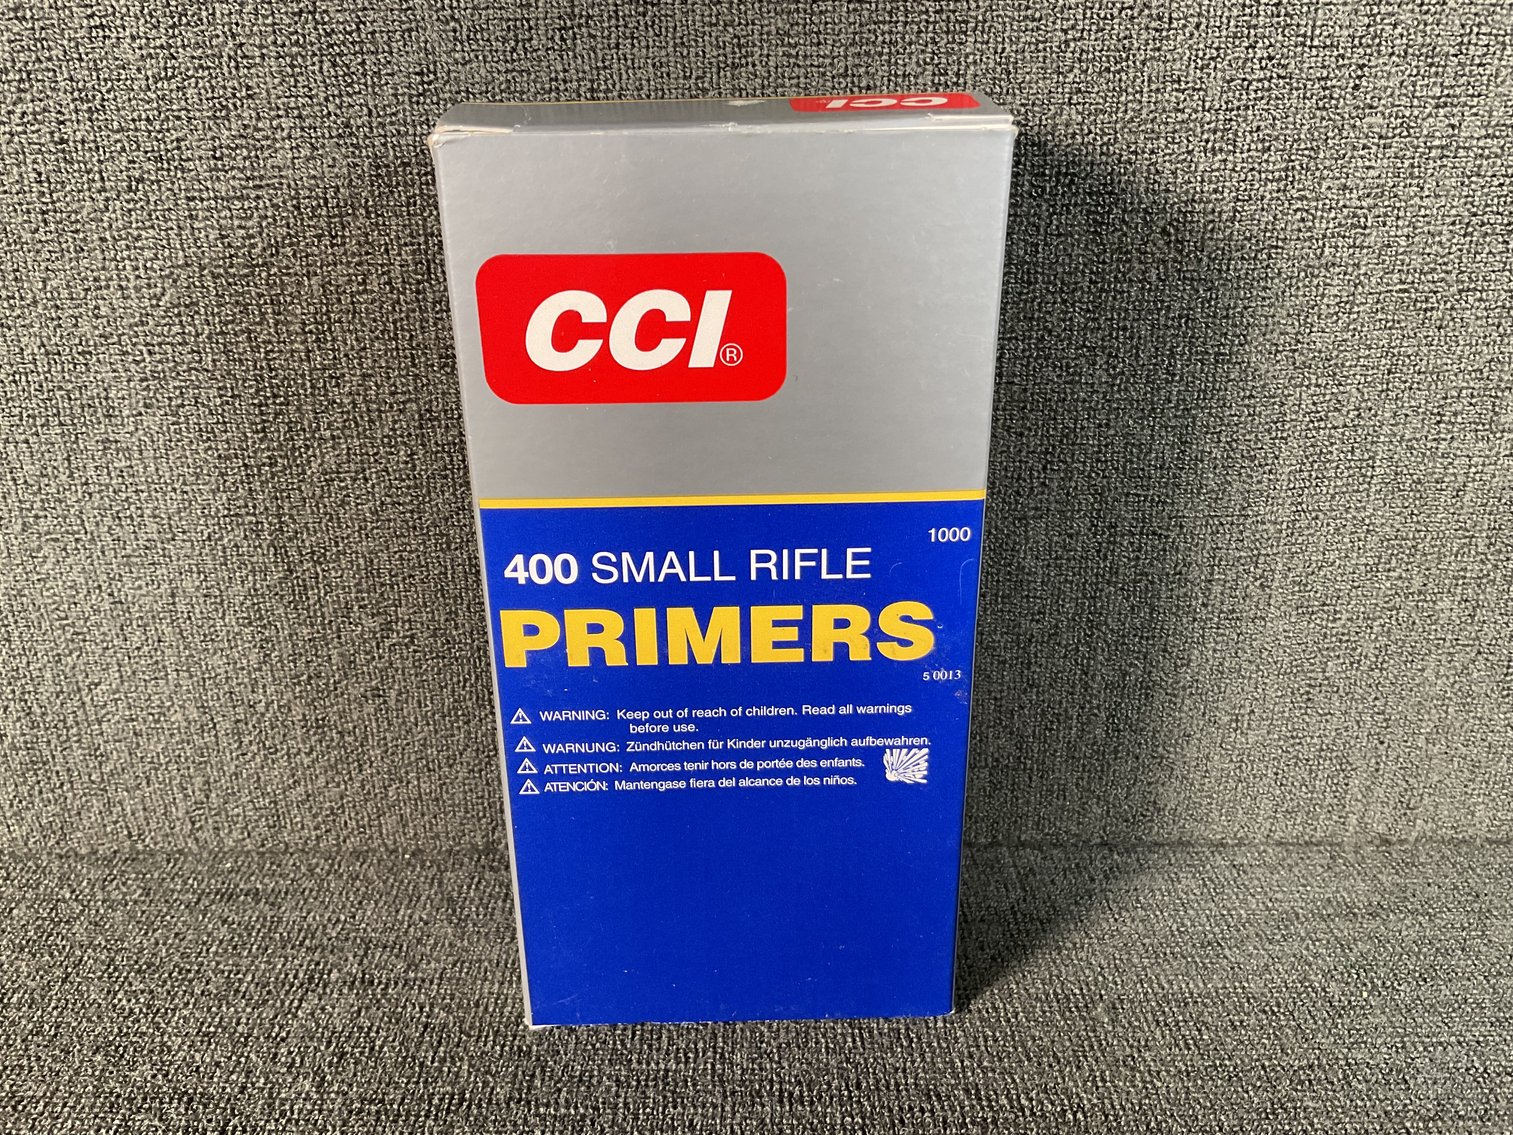 CCI
CCI®
1000
400 SMALL RIFLE
PRIMERS
5 0013
WARNING: Keep out of reach of children. Read all warnings
before use.
WARNUNG: Zündhütchen für Kinder unzugänglich aufbewahren.
ATTENTION: Amorces tenir hors de portée des enfants.
ATENCIÓN: Mantengase fiera del alcance de los niños.